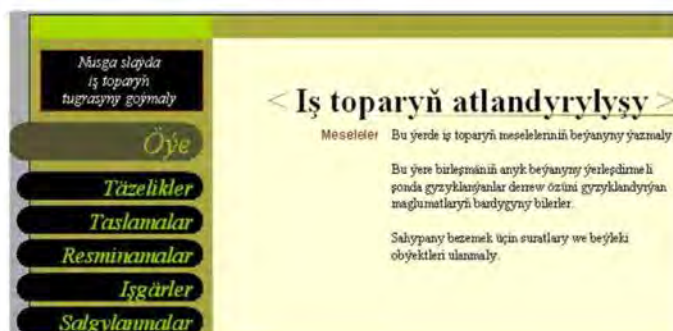 Nusga slaýda
iş toparyň
tugrasyny goýmaly
Öýe
Täzelikler
Taslamalar
Resminamalar
Işgärler
Salgylanmalar
< Iş toparyň atlandyrylyşy >
Meseleler Bu ýerde iş toparyň meseleleriniň beýanyny ýazmaly
Bu ýere birleşmäniň anyk beýanyny ýerleşdirmeli
şonda gyzyklanýanlar derrew özüni gyzyklandyrýan
maglumatlaryň bardygyny bilerler.
Sahypany bezemek üçin suratlary we beýleki
obýektleri ulanmaly.